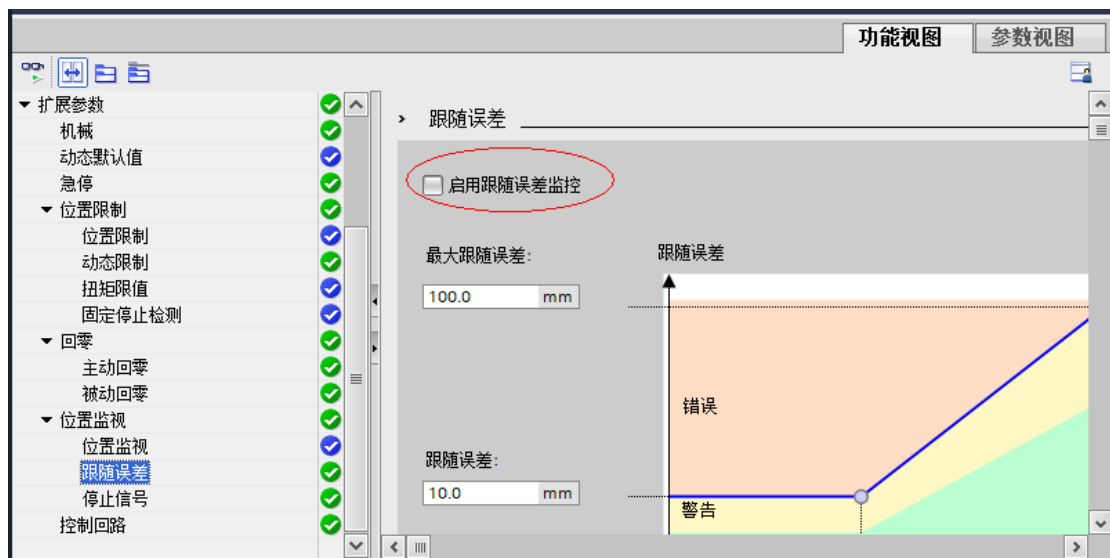 功能视图
参数视图
扩展参数
机械
动态默认值
急停
位置限制
位置限制
动态限制
扭矩限值
固定停止检测
回零
主动回零
被动回零
位置监视
位置监视
跟随误差
停止信号
控制回路
跟随误差
启用跟随误差监控
最大跟随误差:
100.0 mm
跟随误差:
10.0 mm
跟随误差
错误
警告